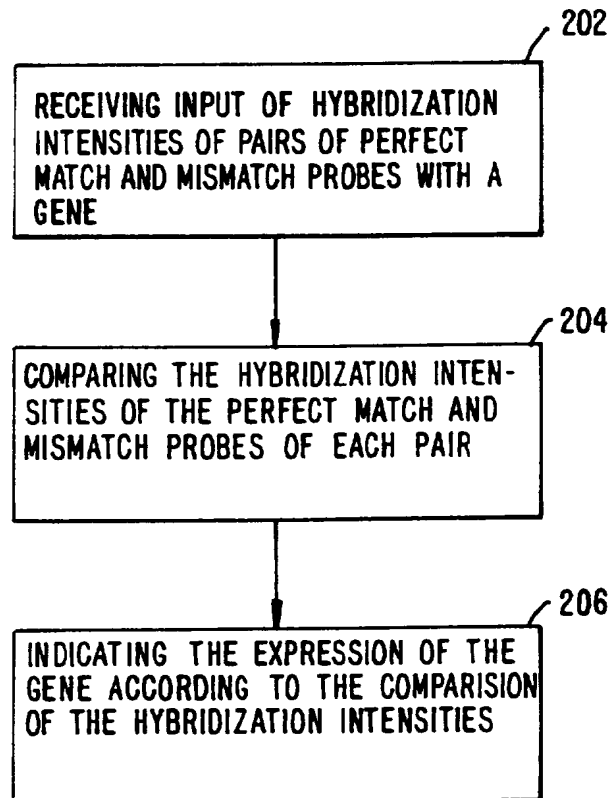 202
RECEIVING INPUT OF HYBRIDIZATION
INTENSITIES OF PAIRS OF PERFECT
MATCH AND MISMATCH PROBES WITH A
GENE
204
COMPARING THE HYBRIDIZATION INTEN-
SITIES OF THE PERFECT MATCH AND
MISMATCH PROBES OF EACH PAIR
206
INDICATING THE EXPRESSION OF THE
GENE ACCORDING TO THE COMPARISION
OF THE HYBRIDIZATION INTENSITIES